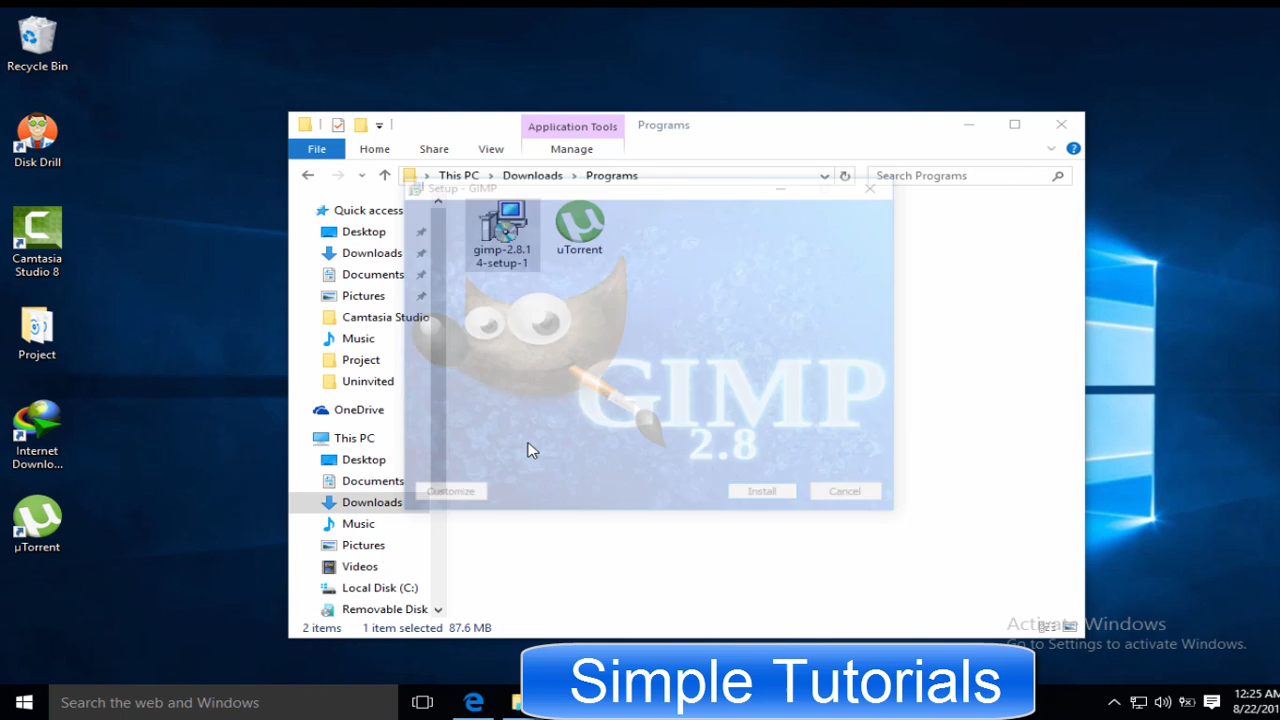 Recycle Bin
Disk Drill
Camtasia
Studio 8
Project
Internet
Downlo...
µTorrent
Application Tools
Programs
File
Home
Share
View
Manage
This PC
Downloads
Programs
Search Programs
Setup - GIMP
Quick access
Desktop
Downloads
Documents
Pictures
Camtasia Studio
Music
Project
Uninvited
OneDrive
This PC
Desktop
Documents
Downloads
Music
Pictures
Videos
Local Disk (C:)
Removable Disk
gimp-2.8.1
4-setup-1
uTorrent
GIMP
2.8
Customize
Install
Cancel
2 items
1 item selected 87.6 MB
Activate Windows
Go to Settings to activate Windows.
Simple Tutorials
Search the web and Windows
12:25 AM
8/22/201